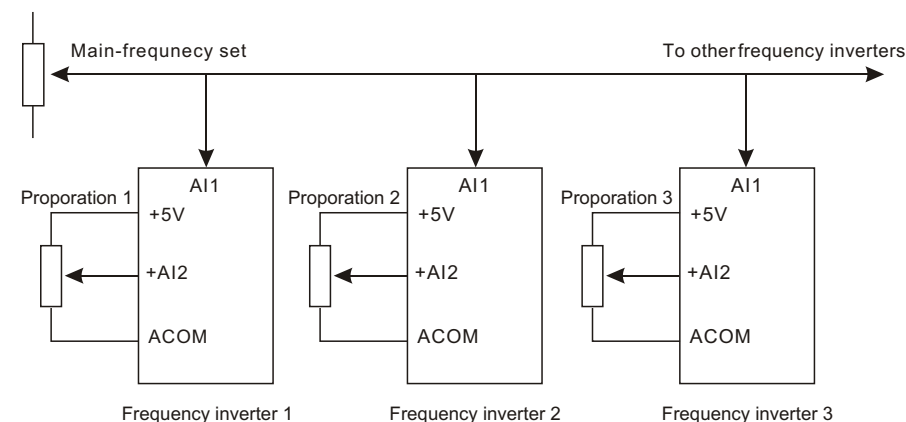 Main-frequnecy set
To other frequency inverters
AI1
AI1
AI1
Proporation 1
Proporation 2
Proporation 3
+5V
+5V
+5V
+AI2
+AI2
+AI2
ACOM
ACOM
ACOM
Frequency inverter 1
Frequency inverter 2
Frequency inverter 3